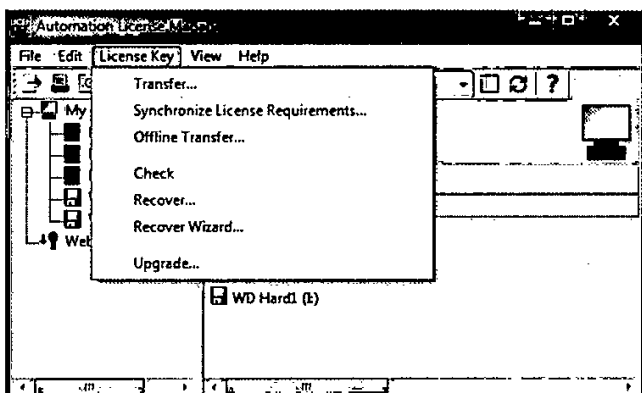 Automation License Manager
File Edit License Key View Help
Transfer...
Synchronize License Requirements...
Offline Transfer...
Check
Recover...
Recover Wizard...
Upgrade...
My
Web
WD Hard1 (I:)